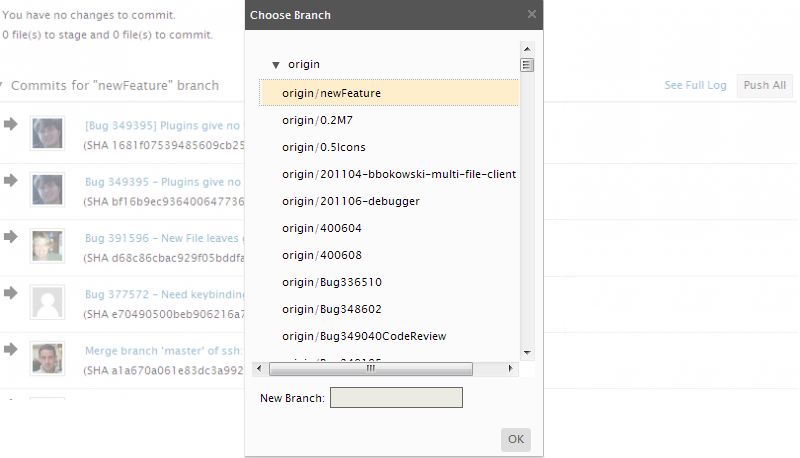 You have no changes to commit.
0 file(s) to stage and 0 file(s) to commit.
Commits for "newFeature" branch
See Full Log
Push All
[Bug 349395] Plugins give no
(SHA 1681f07539485609cb25
Bug 349395 - Plugins give no
(SHA bf16b9ec936400647736
Bug 391596 - New File leaves
(SHA d68c86cbac929f05bddfa
Bug 377572 - Need keybinding
(SHA e70490500beb906216a7
Merge branch 'master' of ssh:
(SHA a1a670a061e83dc3a992
Choose Branch
origin
origin/newFeature
origin/0.2M7
origin/0.5Icons
origin/201104-bbokowski-multi-file-client
origin/201106-debugger
origin/400604
origin/400608
origin/Bug336510
origin/Bug348602
origin/Bug349040CodeReview
New Branch:
OK